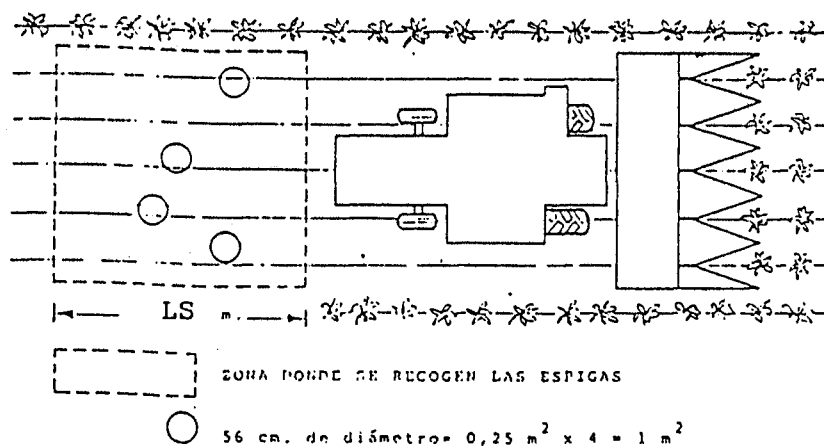 LS m.
ZONA DONDE SE RECOGEN LAS ESPIGAS
56 cm. de diámetro= 0,25 m² x 4 = 1 m²